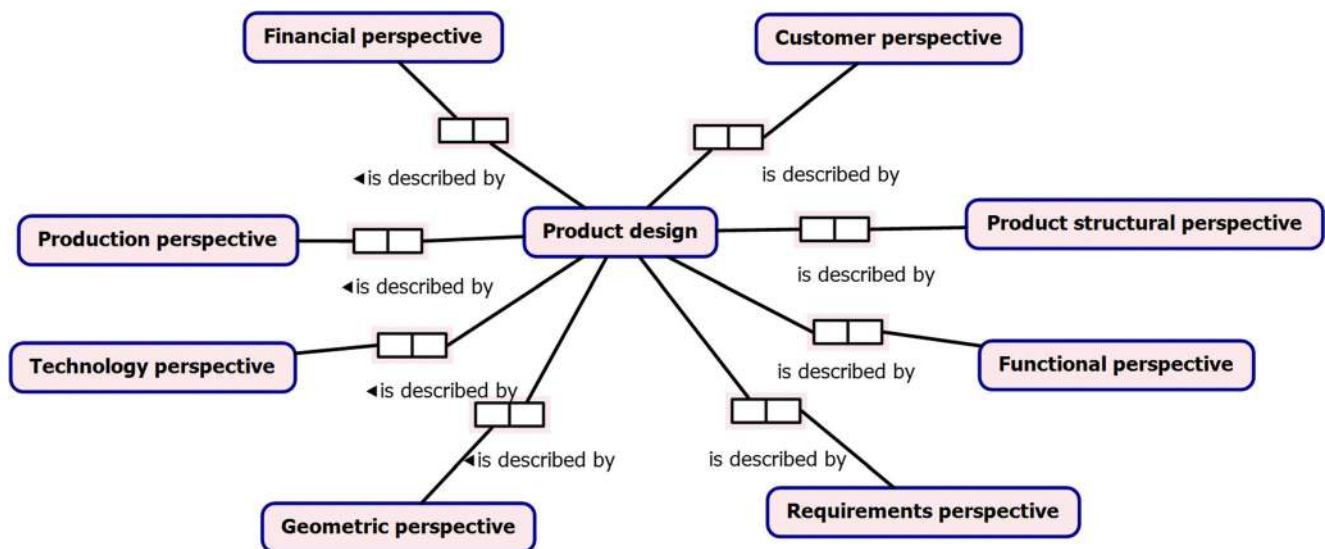 Financial perspective
Customer perspective
◄is described by
is described by
Production perspective
Product design
Product structural perspective
◄is described by
is described by
Technology perspective
Functional perspective
◄is described by
is described by
◄is described by
is described by
Geometric perspective
Requirements perspective